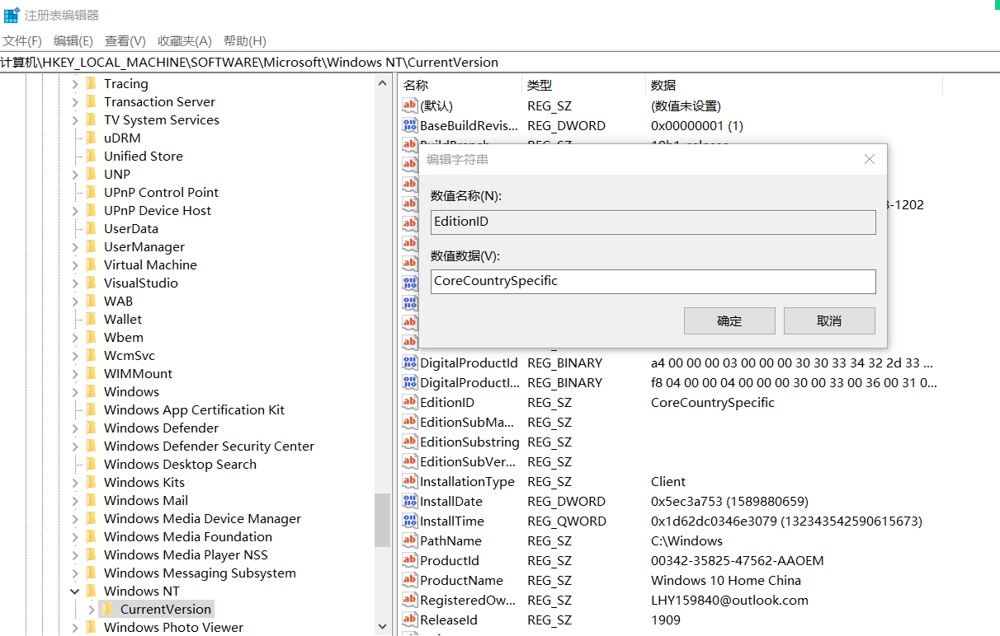 注册表编辑器
文件(F) 编辑(E) 查看(V) 收藏夹(A) 帮助(H)
计算机\HKEY_LOCAL_MACHINE\SOFTWARE\Microsoft\Windows NT\CurrentVersion
Tracing
Transaction Server
TV System Services
uDRM
Unified Store
UNP
UPnP Control Point
UPnP Device Host
UserData
UserManager
Virtual Machine
VisualStudio
WAB
Wallet
Wbem
WcmSvc
WIMMount
Windows
Windows App Certification Kit
Windows Defender
Windows Defender Security Center
Windows Desktop Search
Windows Kits
Windows Mail
Windows Media Device Manager
Windows Media Foundation
Windows Media Player NSS
Windows Messaging Subsystem
Windows NT
CurrentVersion
Windows Photo Viewer
名称 类型 数据
(默认) REG_SZ (数值未设置)
BaseBuildRevis... REG_DWORD 0x00000001 (1)
编辑字符串
数值名称(N):
EditionID
-1202
数值数据(V):
CoreCountrySpecific
确定 取消
DigitalProductId REG_BINARY a4 00 00 00 03 00 00 00 30 30 33 34 32 2d 33 ...
DigitalProductI... REG_BINARY f8 04 00 00 04 00 00 00 30 00 33 00 36 00 31 0...
EditionID REG_SZ CoreCountrySpecific
EditionSubMa... REG_SZ
EditionSubstring REG_SZ
EditionSubVer... REG_SZ
InstallationType REG_SZ Client
InstallDate REG_DWORD 0x5ec3a753 (1589880659)
InstallTime REG_QWORD 0x1d62dc0346e3079 (132343542590615673)
PathName REG_SZ C:\Windows
ProductId REG_SZ 00342-35825-47562-AAOEM
ProductName REG_SZ Windows 10 Home China
RegisteredOw... REG_SZ LHY159840@outlook.com
ReleaseId REG_SZ 1909